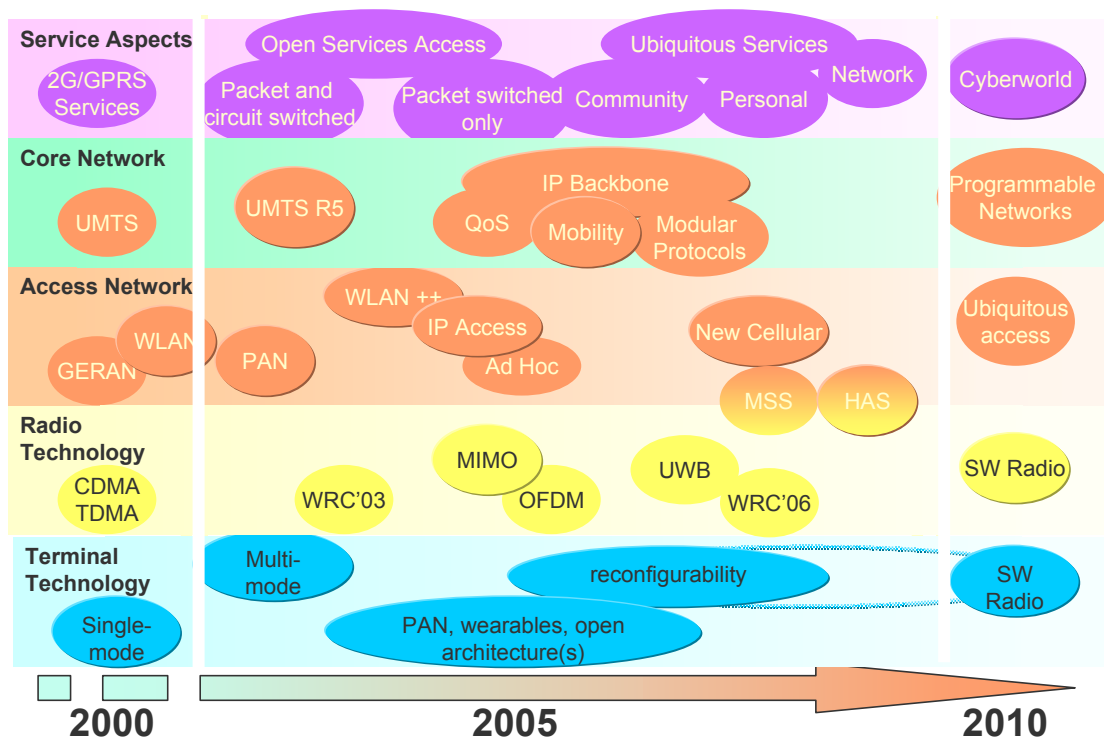 Service Aspects
2G/GPRS
Services
Open Services Access
Packet and
circuit switched
Packet switched
only
Ubiquitous Services
Community
Personal
Network
Cyberworld
Core Network
UMTS
UMTS R5
IP Backbone
QoS
Mobility
Modular
Protocols
Programmable
Networks
Access Network
GERAN
WLAN
PAN
WLAN ++
IP Access
Ad Hoc
New Cellular
MSS
HAS
Ubiquitous
access
Radio
Technology
CDMA
TDMA
WRC'03
MIMO
OFDM
UWB
WRC'06
SW Radio
Terminal
Technology
Single-
mode
Multi-
mode
reconfigurability
PAN, wearables, open
architecture(s)
SW
Radio
2000
2005
2010